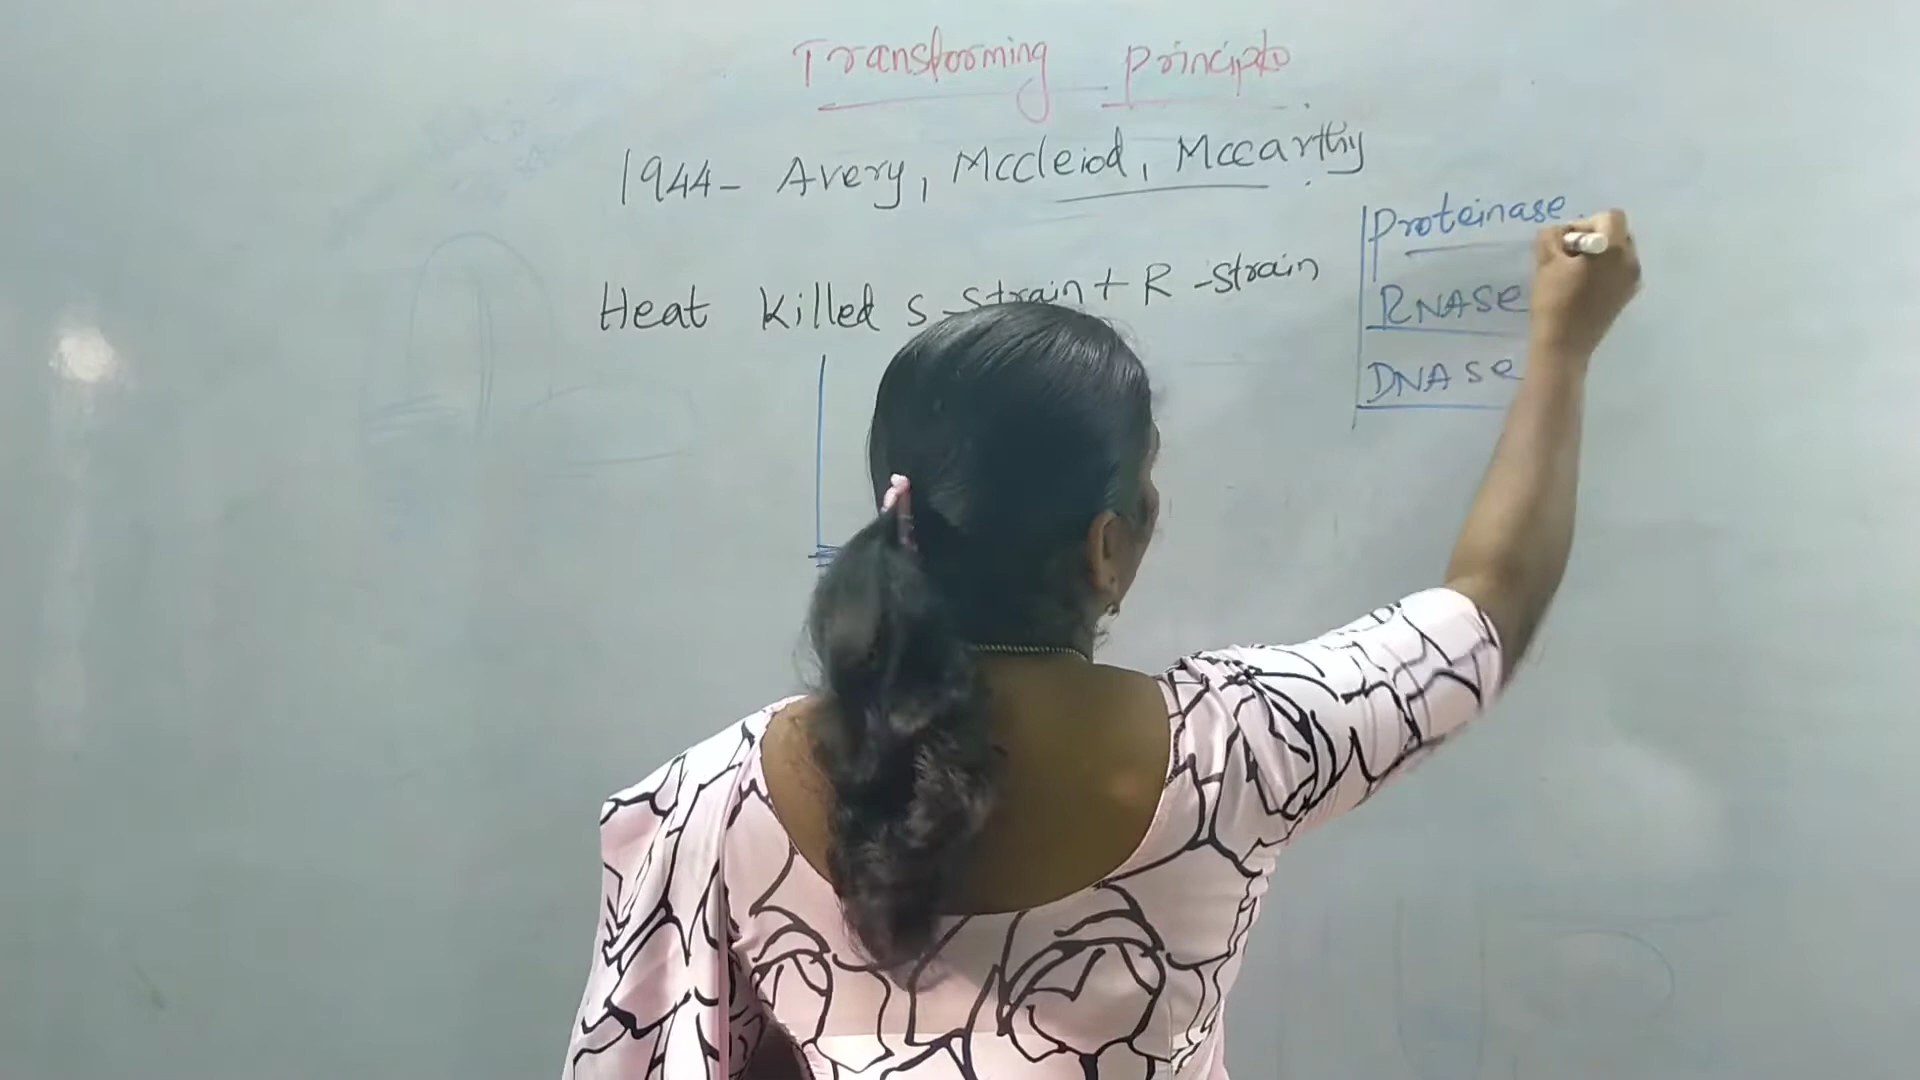 Transforming Principle
1944- Avery, Mccleiod, Mccarthy
Heat Killed S-Strain + R-Strain
Proteinase
RNASe
DNASe